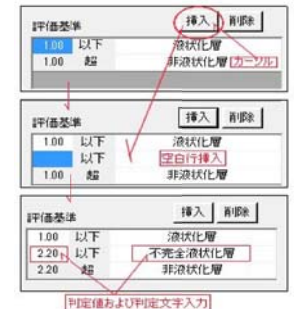 評価基準 挿入 削除
1.00 以下 液状化層
1.00 超 非液状化層 カーソル
評価基準 挿入 削除
1.00 以下 液状化層
以下 空白行挿入
1.00 超 非液状化層
評価基準 挿入 削除
1.00 以下 液状化層
2.20 以下 不完全液状化層
2.20 超 非液状化層
判定値および判定文字入力